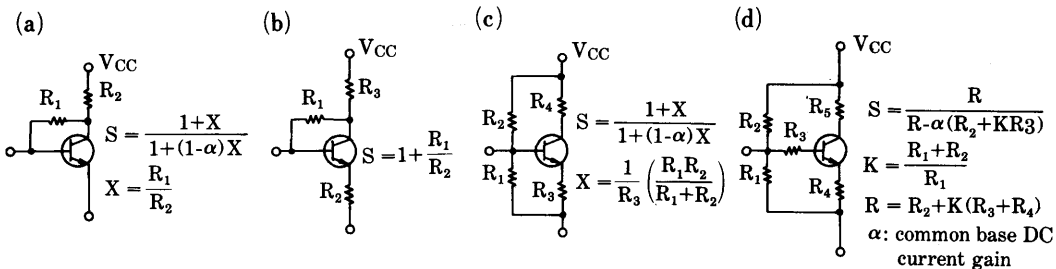 (a)
VCC
R1
R2
S = 1+X / 1+(1-α)X
X = R1 / R2
(b)
VCC
R3
R1
S = 1 + R1 / R2
R2
(c)
VCC
R4
R2
R1
R3
S = 1+X / 1+(1-α)X
X = 1 / R3 ( R1R2 / R1+R2 )
(d)
VCC
R5
R2
R3
R1
R4
S = R / R-α(R2+KR3)
K = R1+R2 / R1
R = R2+K(R3+R4)
α: common base DC
current gain